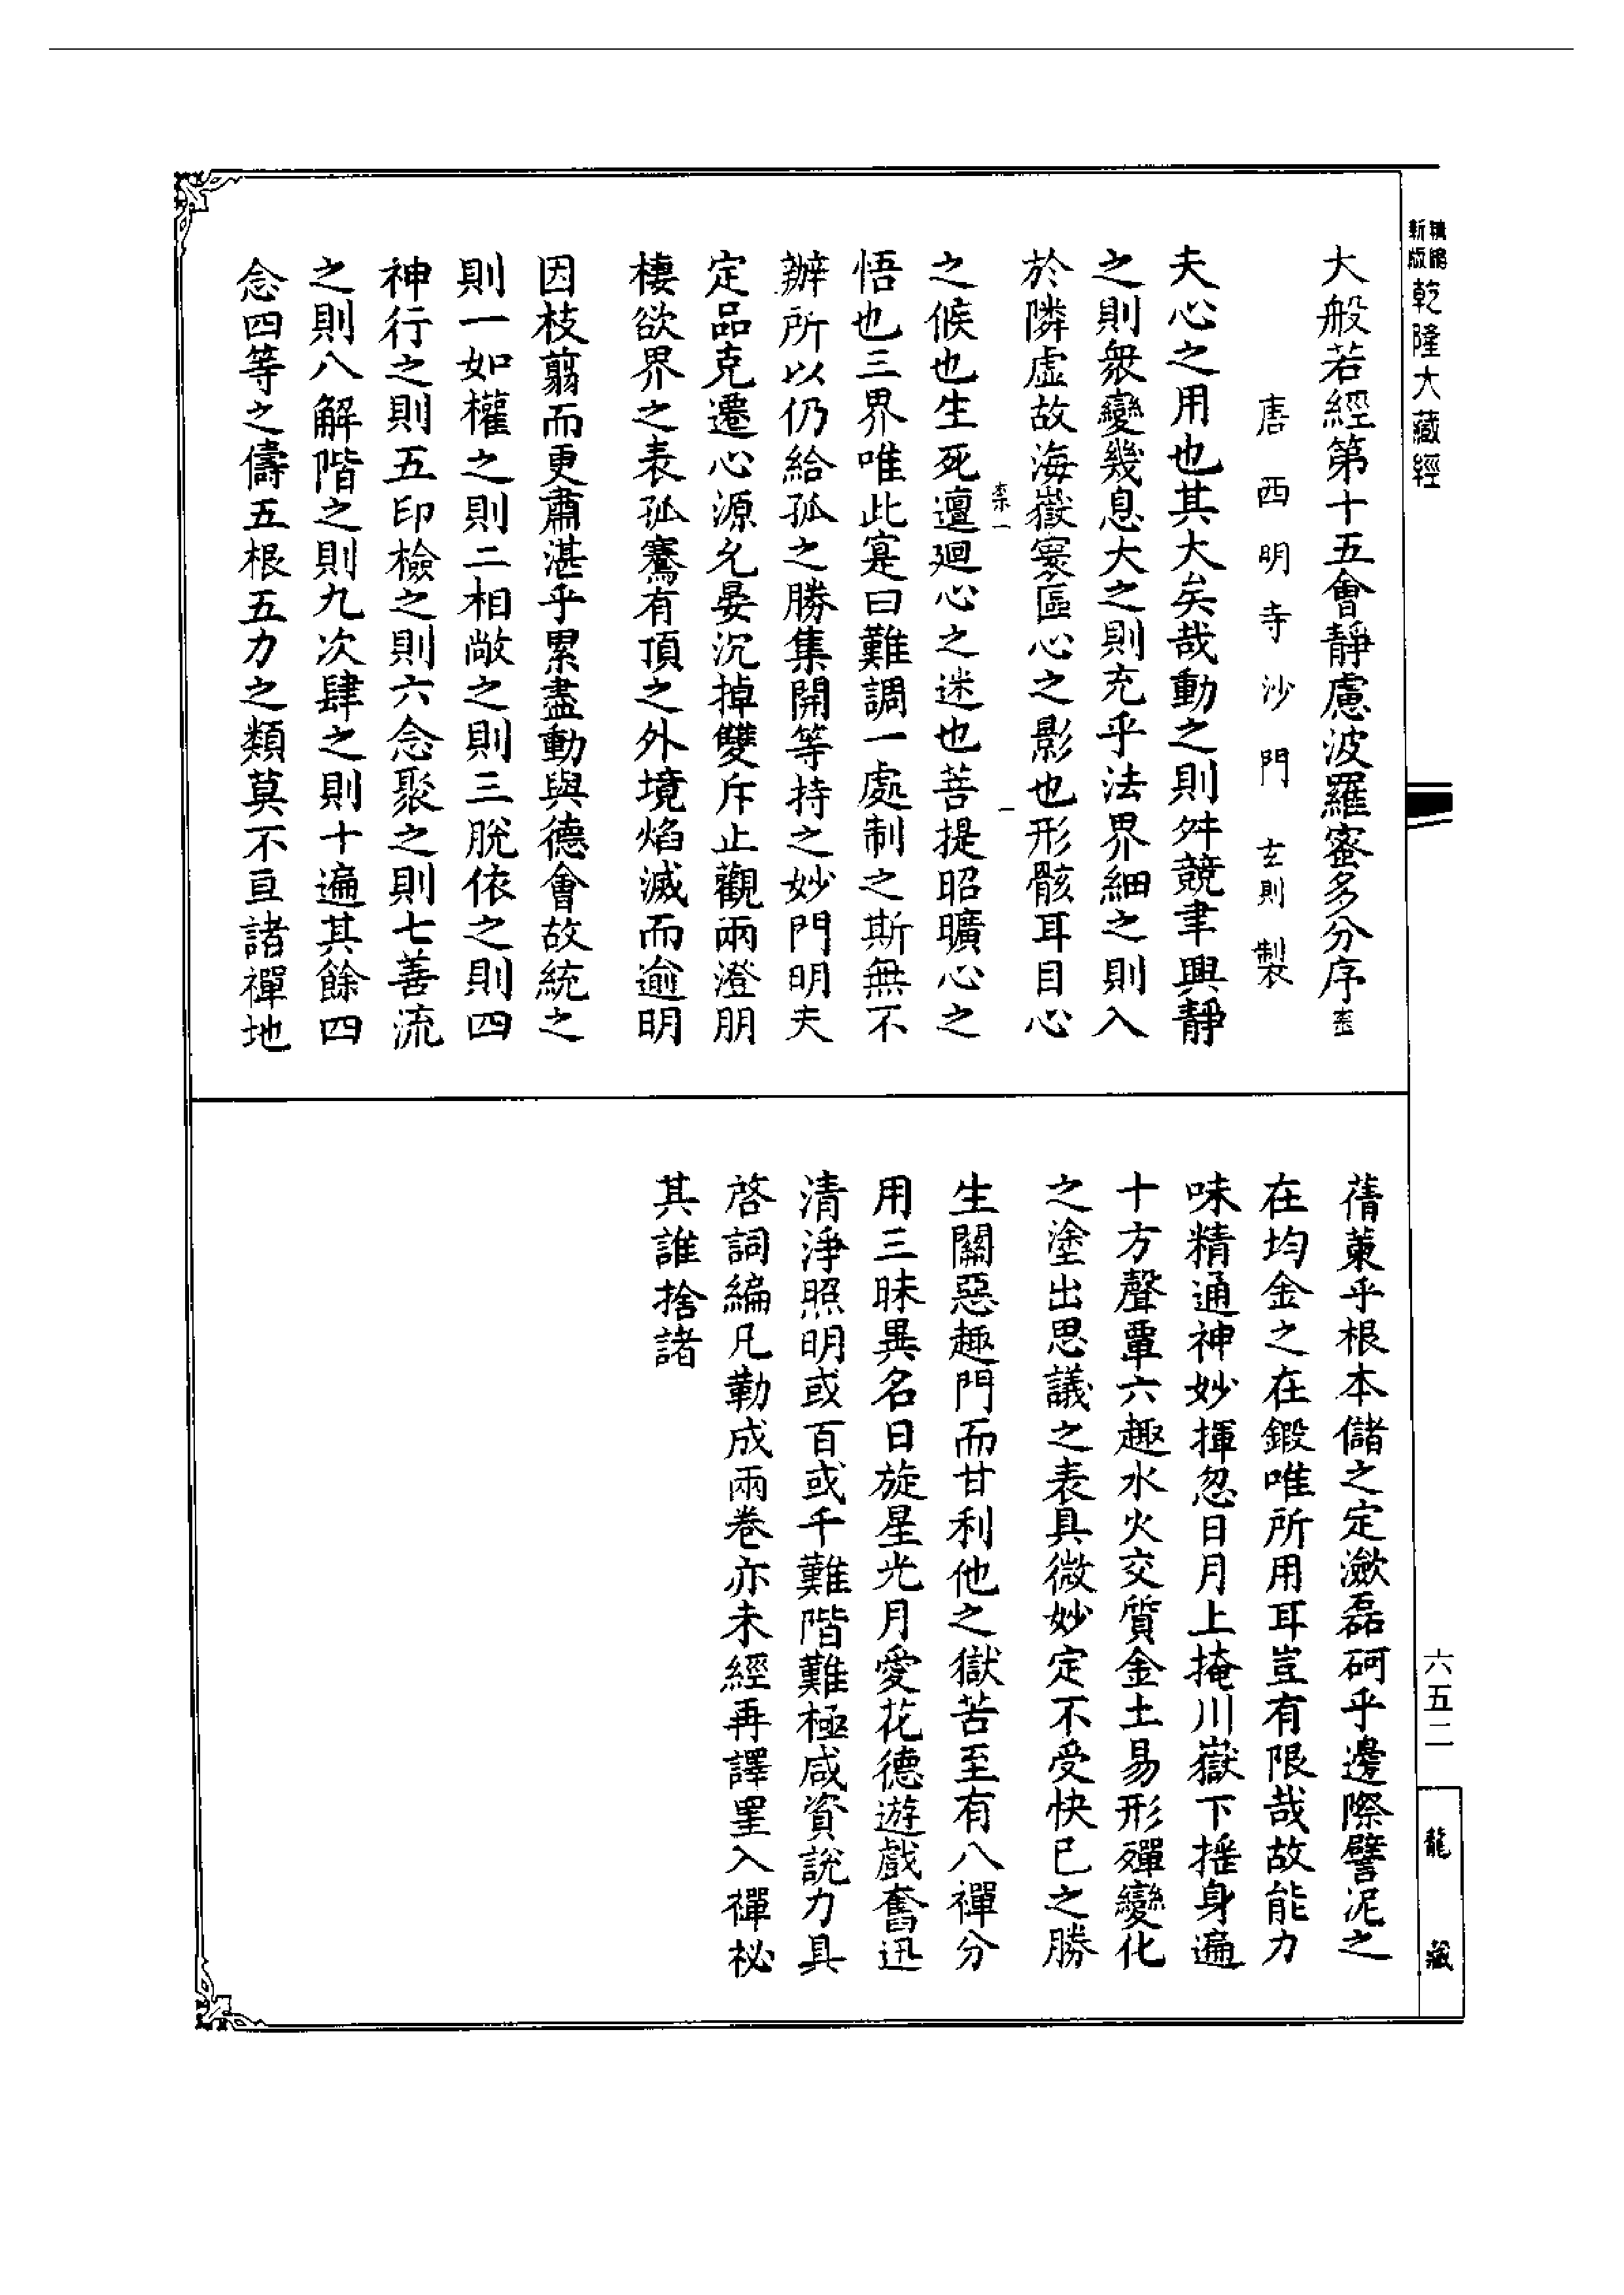 新版
精縮
乾隆大藏經
大般若經第十五會靜慮波羅蜜多分序
唐西明寺沙門玄則製
夫心之用也其大矣哉動之則舛競聿興靜
之則衆變幾息大之則充乎法界細之則入
於隣虛故海嶽寰區心之影也形骸耳目心
柰一
一
之候也生死邅廻心之迷也菩提昭曠心之
悟也三界唯此寔曰難調一處制之斯無不
辦所以仍給孤之勝集開等持之妙門明夫
定品克遷心源允晏沉掉雙斥止觀兩澄朋
棲欲界之表孤騫有頂之外境焰滅而逾明
因枝翦而更肅湛乎累盡動與德會故統之
則一如權之則二相敞之則三脫依之則四
神行之則五印檢之則六念聚之則七善流
之則八解階之則九次肆之則十遍其餘四
念四等之儔五根五力之類莫不亘諸禪地
蒨蔂乎根本儲之定瀲磊砢乎邊際譬泥之
在均金之在鍛唯所用耳豈有限哉故能力
味精通神妙揮忽日月上掩川嶽下搖身遍
十方聲覃六趣水火交質金土易形殫變化
之塗出思議之表具微妙定不受快已之勝
生關惡趣門而甘利他之獄苦至有八禪分
用三昧異名日旋星光月愛花德遊戲奮迅
清淨照明或百或千難階難極咸資說力具
啓詞編凡勒成兩卷亦未經再譯罣入禪祕
其誰捨諸
六五二
龍藏